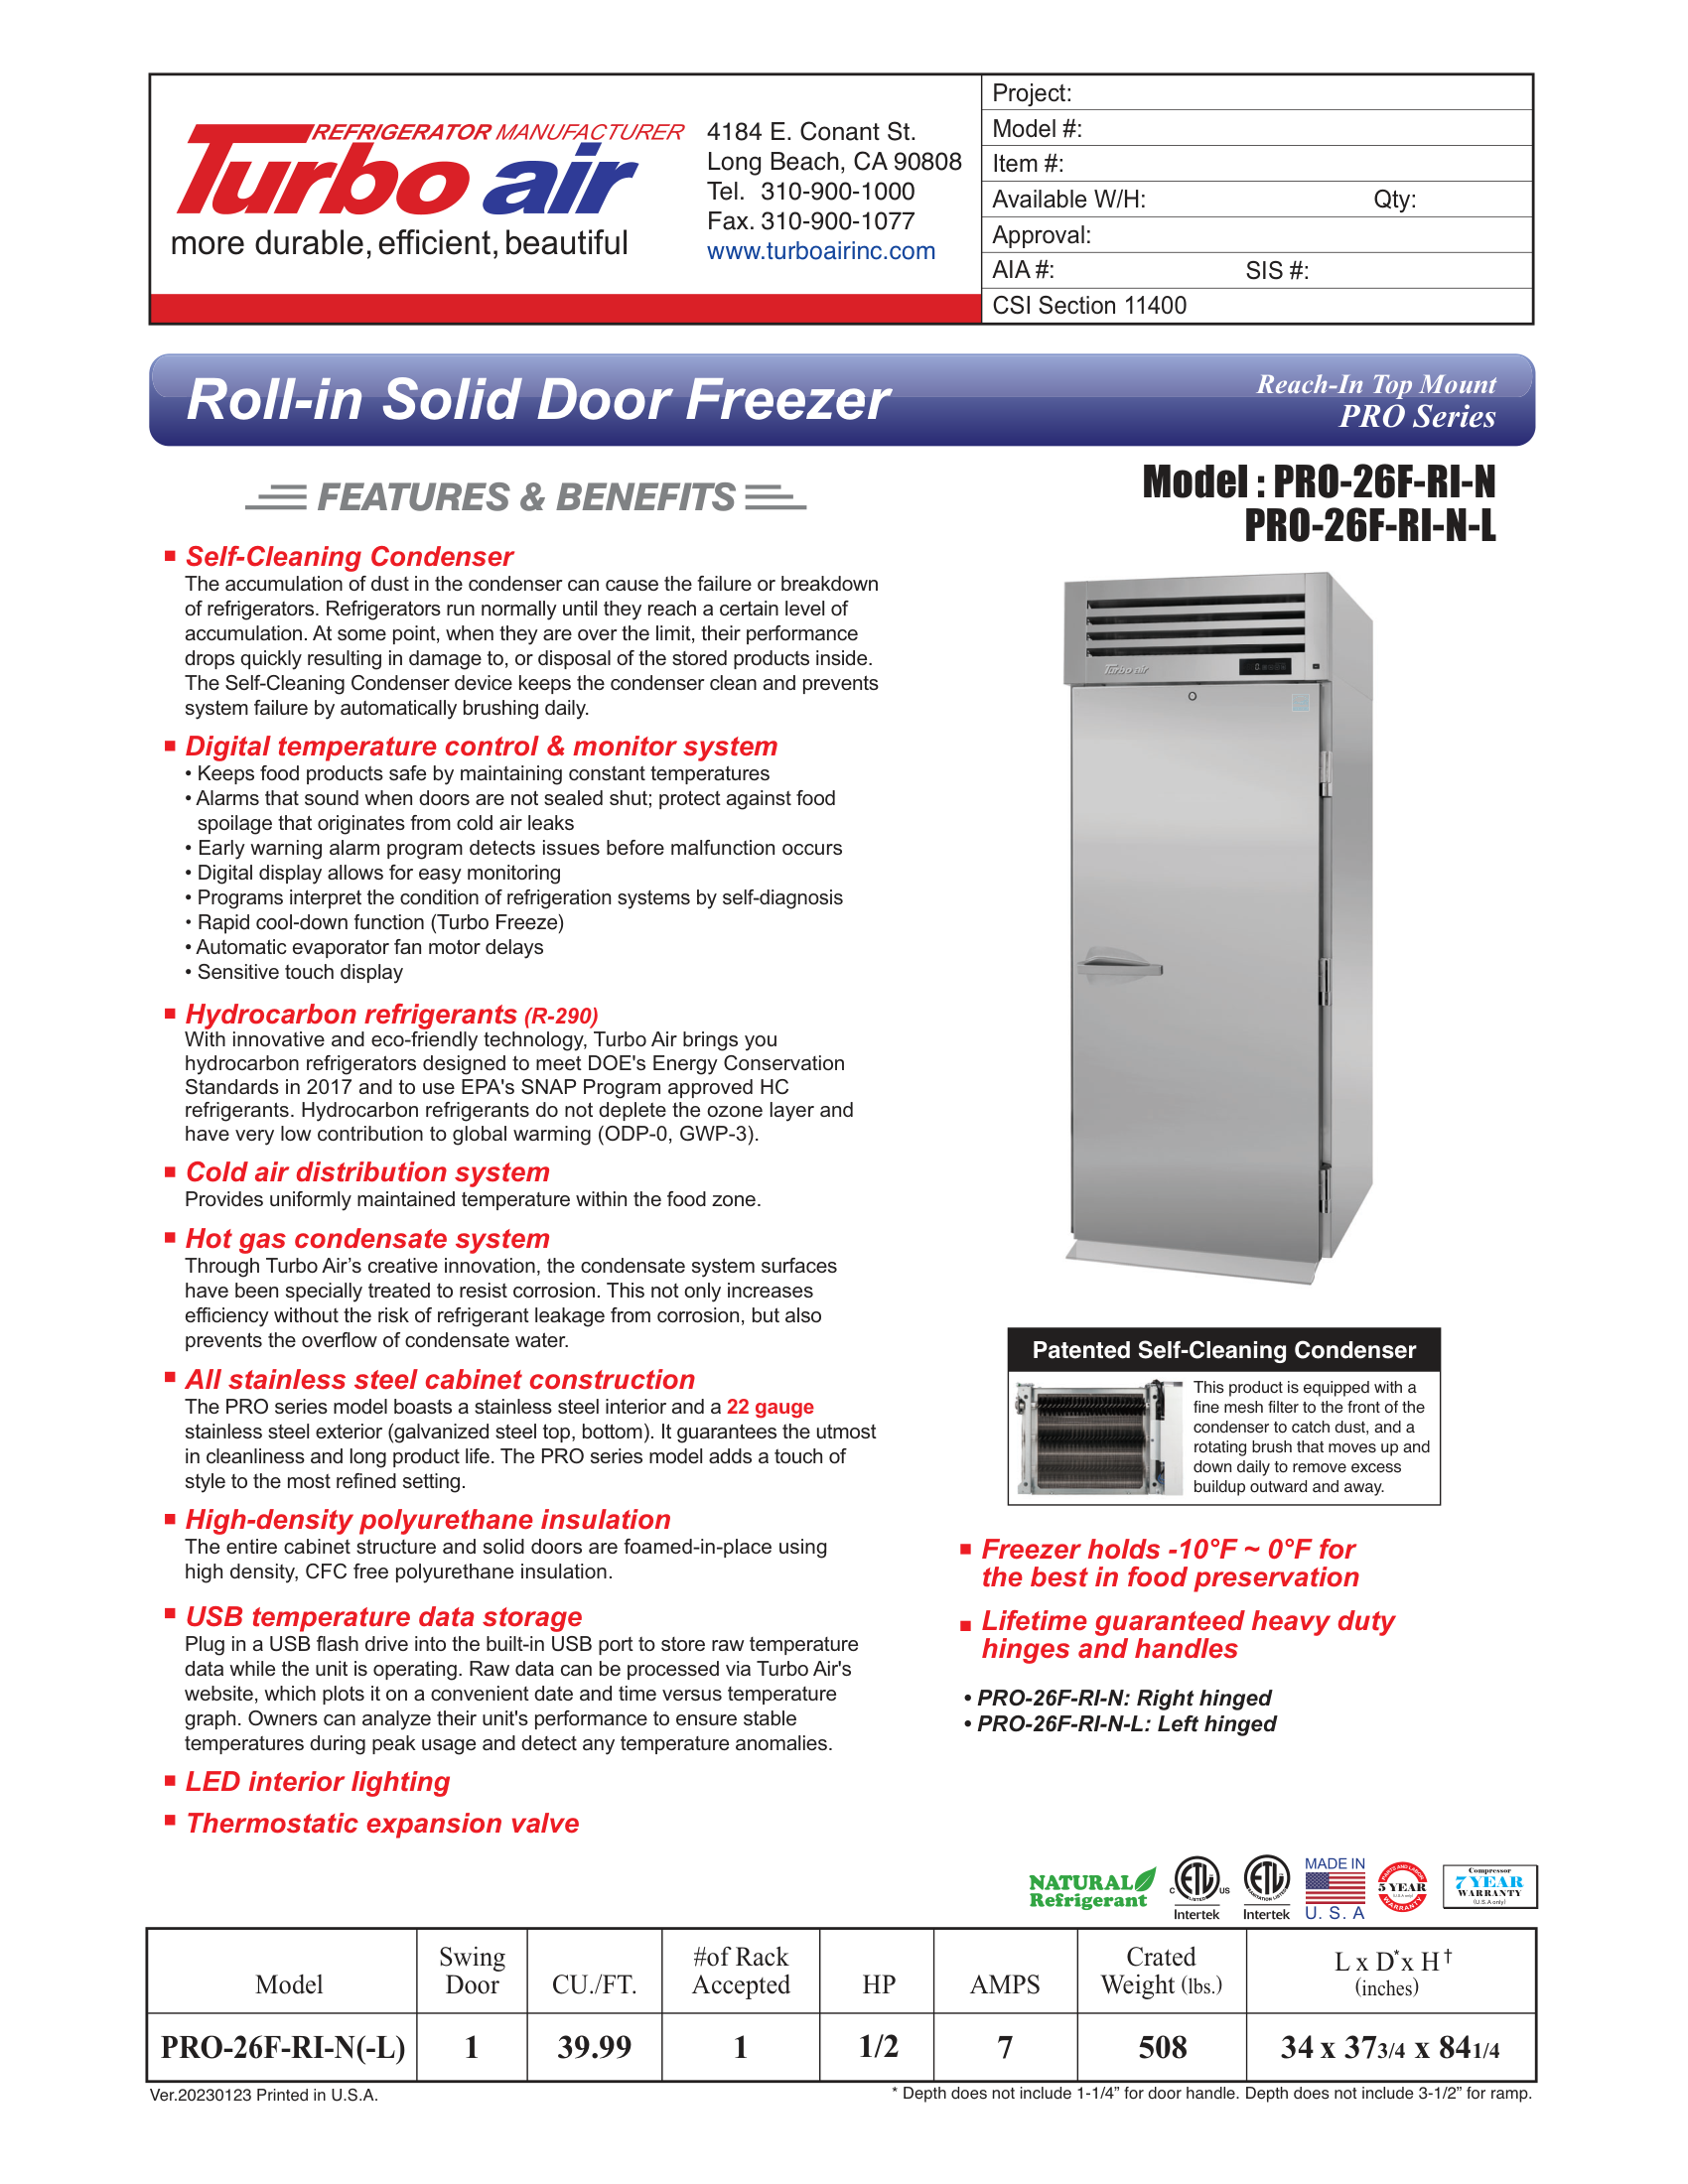 REFRIGERATOR MANUFACTURER
Turbo air
more durable, efficient, beautiful
4184 E. Conant St.
Long Beach, CA 90808
Tel. 310-900-1000
Fax. 310-900-1077
www.turboairinc.com
Project:
Model #:
Item #:
Available W/H: Qty:
Approval:
AIA #: SIS #:
CSI Section 11400
Roll-in Solid Door Freezer
Reach-In Top Mount
PRO Series
FEATURES & BENEFITS
Model : PRO-26F-RI-N
PRO-26F-RI-N-L
Self-Cleaning Condenser
The accumulation of dust in the condenser can cause the failure or breakdown
of refrigerators. Refrigerators run normally until they reach a certain level of
accumulation. At some point, when they are over the limit, their performance
drops quickly resulting in damage to, or disposal of the stored products inside.
The Self-Cleaning Condenser device keeps the condenser clean and prevents
system failure by automatically brushing daily.
Digital temperature control & monitor system
• Keeps food products safe by maintaining constant temperatures
• Alarms that sound when doors are not sealed shut; protect against food
spoilage that originates from cold air leaks
• Early warning alarm program detects issues before malfunction occurs
• Digital display allows for easy monitoring
• Programs interpret the condition of refrigeration systems by self-diagnosis
• Rapid cool-down function (Turbo Freeze)
• Automatic evaporator fan motor delays
• Sensitive touch display
Hydrocarbon refrigerants (R-290)
With innovative and eco-friendly technology, Turbo Air brings you
hydrocarbon refrigerators designed to meet DOE's Energy Conservation
Standards in 2017 and to use EPA's SNAP Program approved HC
refrigerants. Hydrocarbon refrigerants do not deplete the ozone layer and
have very low contribution to global warming (ODP-0, GWP-3).
Cold air distribution system
Provides uniformly maintained temperature within the food zone.
Hot gas condensate system
Through Turbo Air's creative innovation, the condensate system surfaces
have been specially treated to resist corrosion. This not only increases
efficiency without the risk of refrigerant leakage from corrosion, but also
prevents the overflow of condensate water.
All stainless steel cabinet construction
The PRO series model boasts a stainless steel interior and a 22 gauge
stainless steel exterior (galvanized steel top, bottom). It guarantees the utmost
in cleanliness and long product life. The PRO series model adds a touch of
style to the most refined setting.
High-density polyurethane insulation
The entire cabinet structure and solid doors are foamed-in-place using
high density, CFC free polyurethane insulation.
USB temperature data storage
Plug in a USB flash drive into the built-in USB port to store raw temperature
data while the unit is operating. Raw data can be processed via Turbo Air's
website, which plots it on a convenient date and time versus temperature
graph. Owners can analyze their unit's performance to ensure stable
temperatures during peak usage and detect any temperature anomalies.
LED interior lighting
Thermostatic expansion valve
Turbo air
Patented Self-Cleaning Condenser
This product is equipped with a
fine mesh filter to the front of the
condenser to catch dust, and a
rotating brush that moves up and
down daily to remove excess
buildup outward and away.
Freezer holds -10°F ~ 0°F for
the best in food preservation
Lifetime guaranteed heavy duty
hinges and handles
• PRO-26F-RI-N: Right hinged
• PRO-26F-RI-N-L: Left hinged
NATURAL
Refrigerant
C ETL US
LISTED
Intertek
ETL
SANITATION LISTED
Intertek
MADE IN
U. S. A
PARTS AND LABOR
5 YEAR
(U.S.A only)
WARRANTY
Compressor
7 YEAR
WARRANTY
(U.S.A only)
Model | Swing Door | CU./FT. | #of Rack Accepted | HP | AMPS | Crated Weight (lbs.) | L x D* x H† (inches)
PRO-26F-RI-N(-L) | 1 | 39.99 | 1 | 1/2 | 7 | 508 | 34 x 37 3/4 x 84 1/4
Ver.20230123 Printed in U.S.A.
* Depth does not include 1-1/4” for door handle. Depth does not include 3-1/2” for ramp.